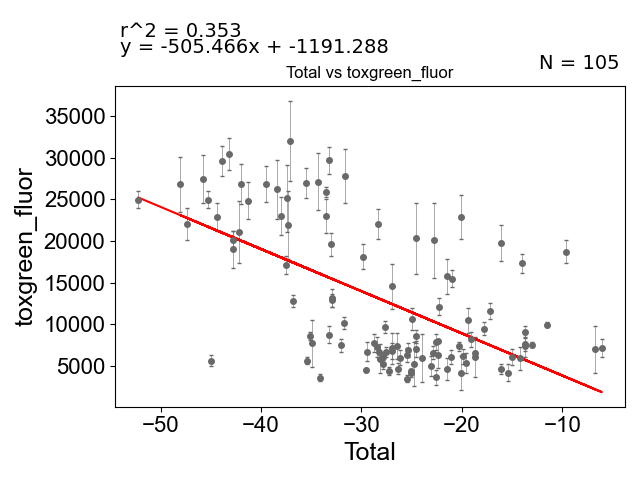 r^2 = 0.353
y = -505.466x + -1191.288
N = 105
Total vs toxgreen_fluor
35000
30000
25000
20000
15000
10000
5000
toxgreen_fluor
−50 −40 −30 −20 −10
Total